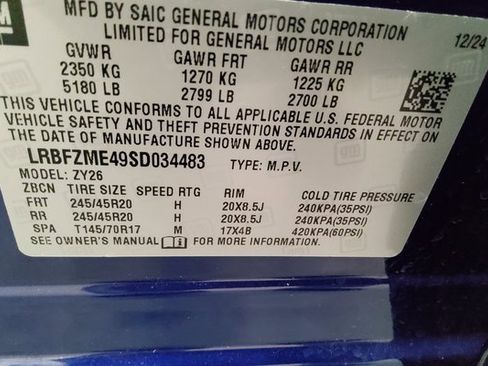 GM
MFD BY SAIC GENERAL MOTORS CORPORATION
LIMITED FOR GENERAL MOTORS LLC
12/24
GVWR GAWR FRT GAWR RR
2350 KG 1270 KG 1225 KG
5180 LB 2799 LB 2700 LB
THIS VEHICLE CONFORMS TO ALL APPLICABLE U.S. FEDERAL MOTOR
VEHICLE SAFETY AND THEFT PREVENTION STANDARDS IN EFFECT ON
THE DATE OF MANUFACTURE SHOWN ABOVE.
LRBFZME49SD034483 TYPE: M.P.V.
MODEL: ZY26
ZBCN TIRE SIZE SPEED RTG RIM COLD TIRE PRESSURE
FRT 245/45R20 H 20X8.5J 240KPA(35PSI)
RR 245/45R20 H 20X8.5J 240KPA(35PSI)
SPA T145/70R17 M 17X4B 420KPA(60PSI)
SEE OWNER'S MANUAL FOR MORE INFORMATION.